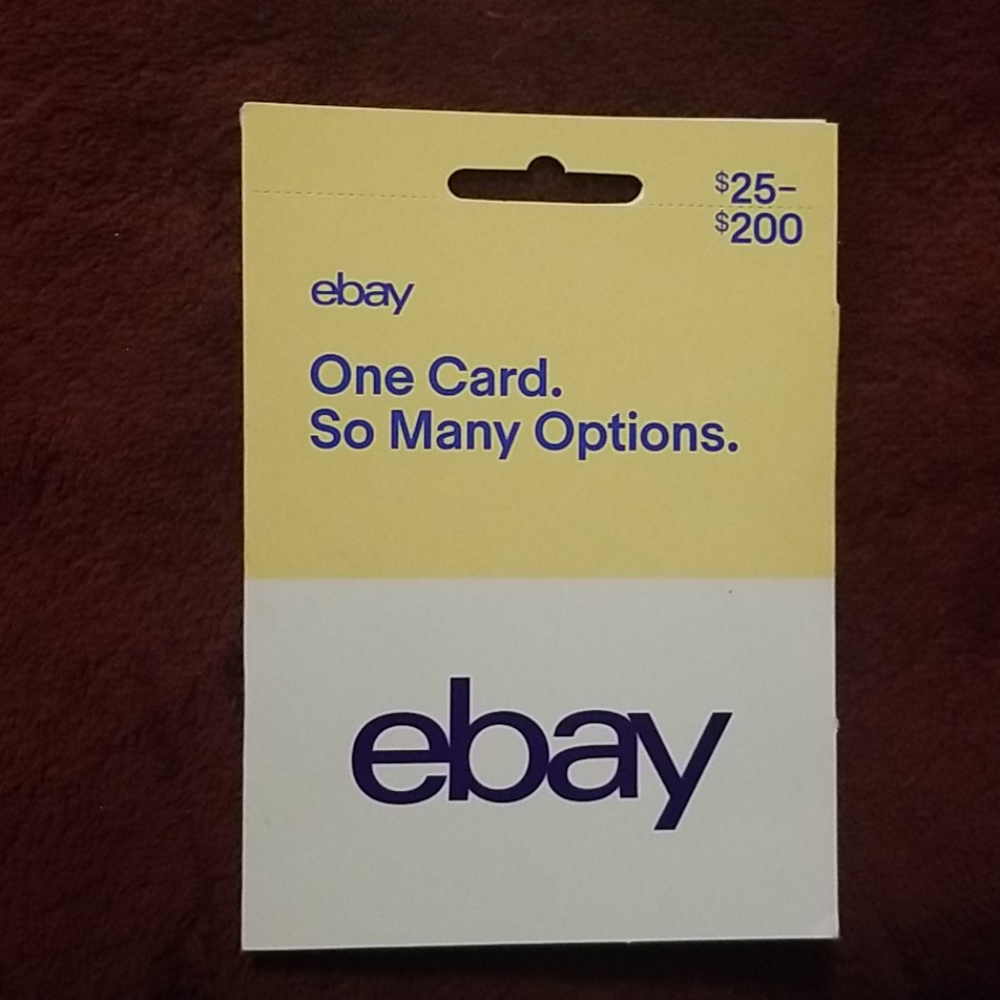 $25–
$200
ebay
One Card.
So Many Options.
ebay